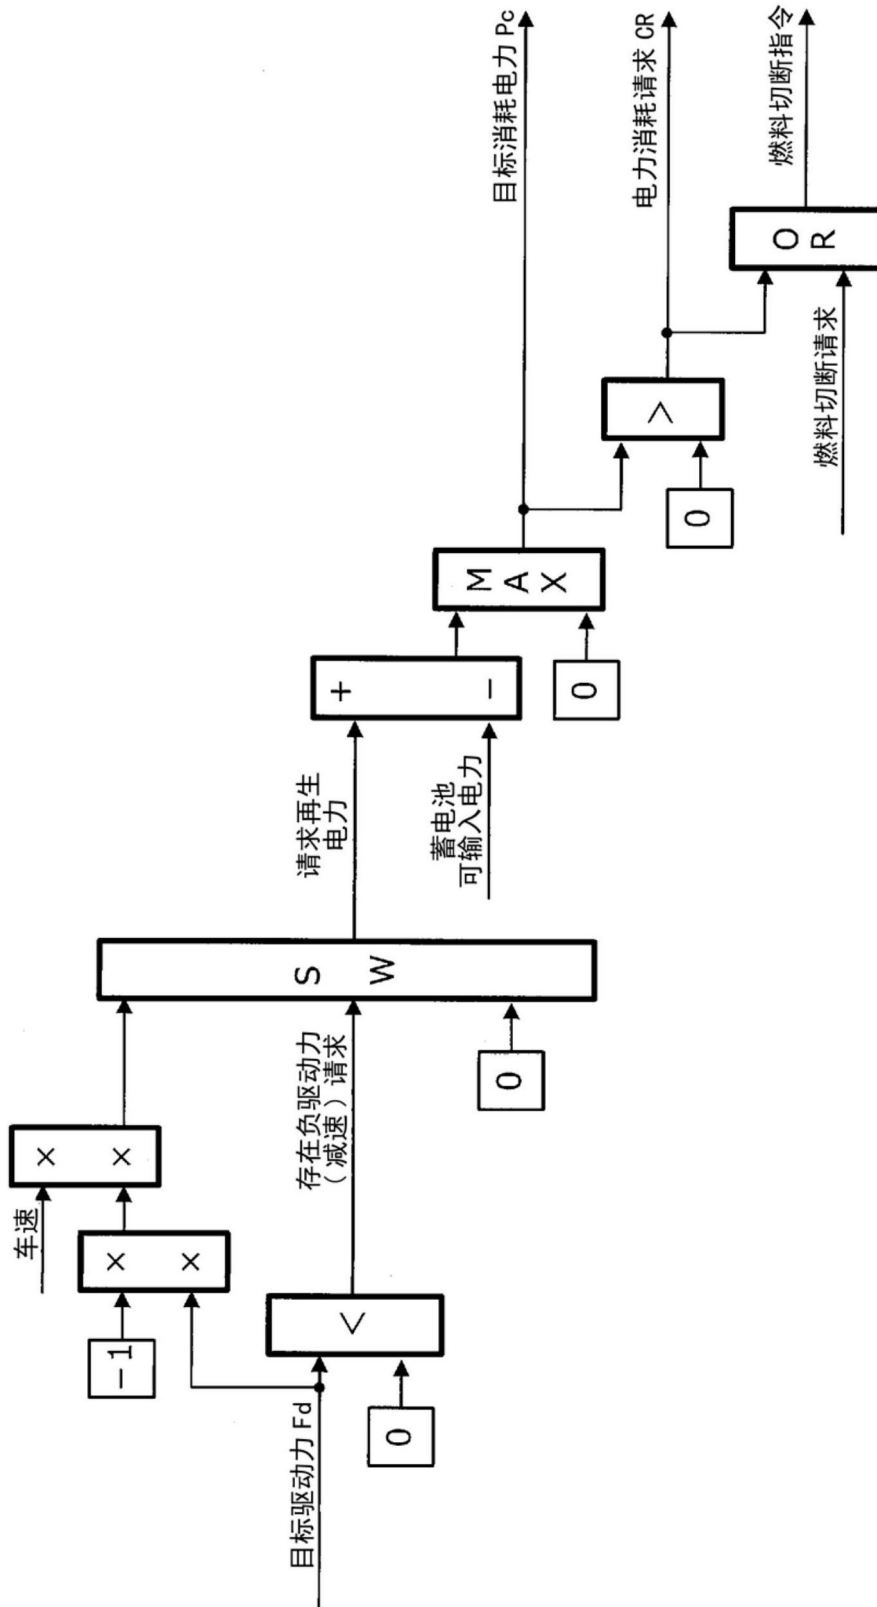 车速
-1
×
×
×
×
目标驱动力 Fd
0
<
存在负驱动力
（减速）请求
0
S
W
请求再生
电力
蓄电池
可输入电力
+
-
0
M
A
X
目标消耗电力 Pc
0
>
电力消耗请求 CR
燃料切断请求
O
R
燃料切断指令